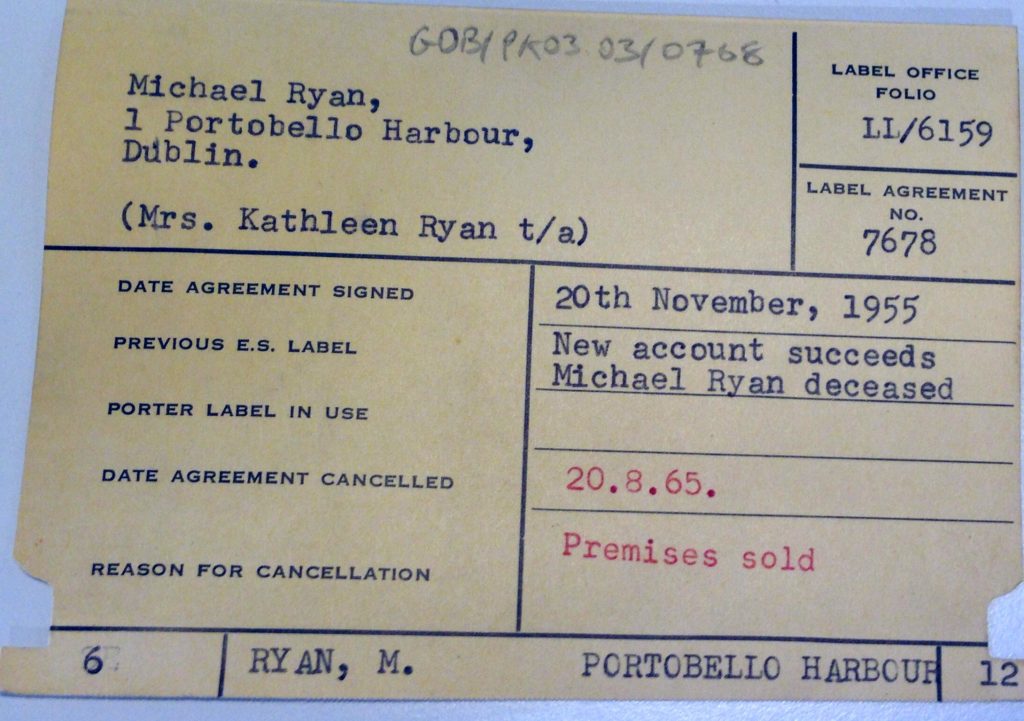 GDB/PK03.03/0768
Michael Ryan,
1 Portobello Harbour,
Dublin.
(Mrs. Kathleen Ryan t/a)
LABEL OFFICE
FOLIO
LL/6159
LABEL AGREEMENT
NO.
7678
DATE AGREEMENT SIGNED
20th November, 1955
PREVIOUS E.S. LABEL
New account succeeds
Michael Ryan deceased
PORTER LABEL IN USE
DATE AGREEMENT CANCELLED
20.8.65.
REASON FOR CANCELLATION
Premises sold
6 RYAN, M. PORTOBELLO HARBOUR 12